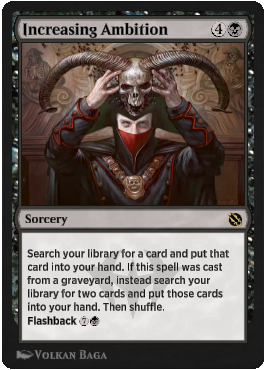 Increasing Ambition 4
Sorcery
Search your library for a card and put that
card into your hand. If this spell was cast
from a graveyard, instead search your
library for two cards and put those cards
into your hand. Then shuffle.
Flashback 7
VOLKAN BAGA